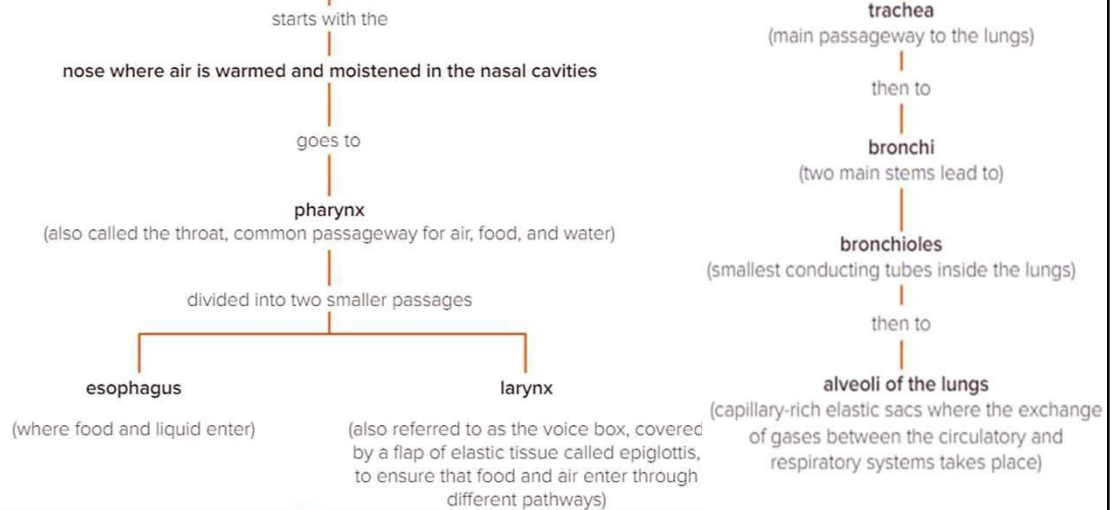 starts with the
nose where air is warmed and moistened in the nasal cavities
goes to
pharynx
(also called the throat, common passageway for air, food, and water)
divided into two smaller passages
esophagus
(where food and liquid enter)
larynx
(also referred to as the voice box, covered
by a flap of elastic tissue called epiglottis,
to ensure that food and air enter through
different pathways)
trachea
(main passageway to the lungs)
then to
bronchi
(two main stems lead to)
bronchioles
(smallest conducting tubes inside the lungs)
then to
alveoli of the lungs
(capillary-rich elastic sacs where the exchange
of gases between the circulatory and
respiratory systems takes place)